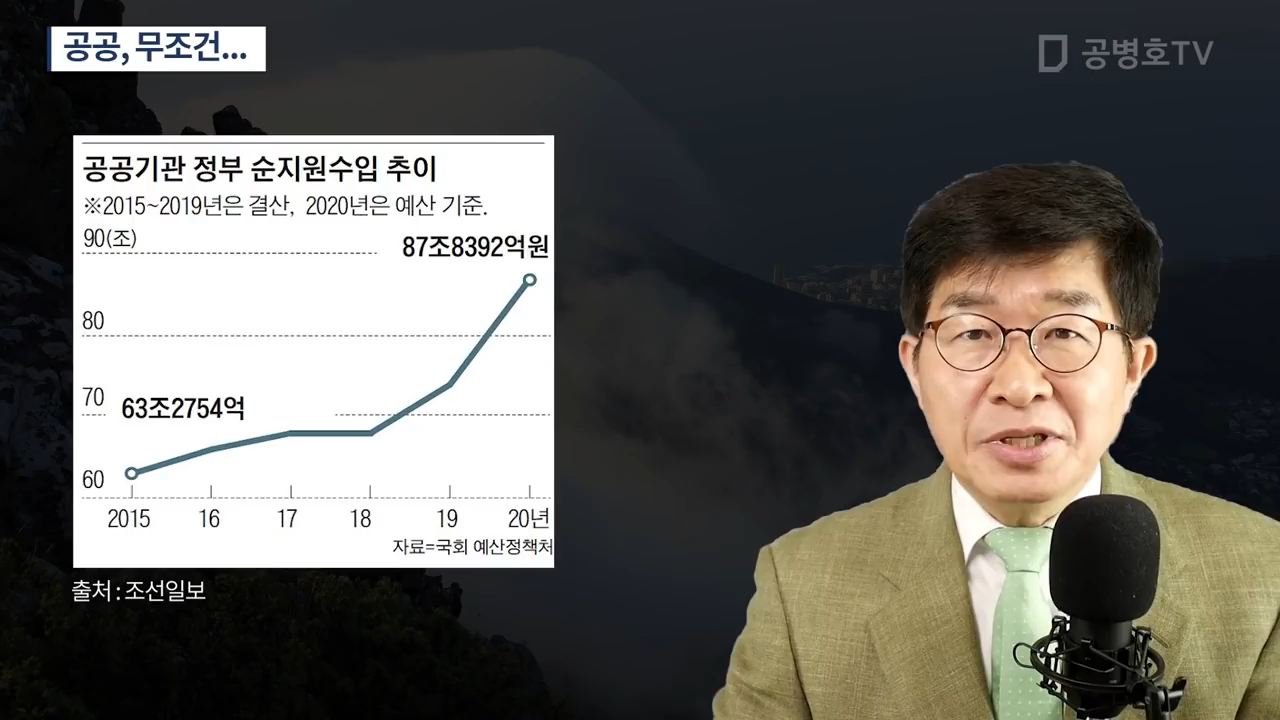 공공, 무조건...
공병호TV
공공기관 정부 순지원수입 추이
※2015~2019년은 결산, 2020년은 예산 기준.
90(조)
87조8392억원
80
70
63조2754억
60
2015 16 17 18 19 20년
자료=국회 예산정책처
출처 : 조선일보